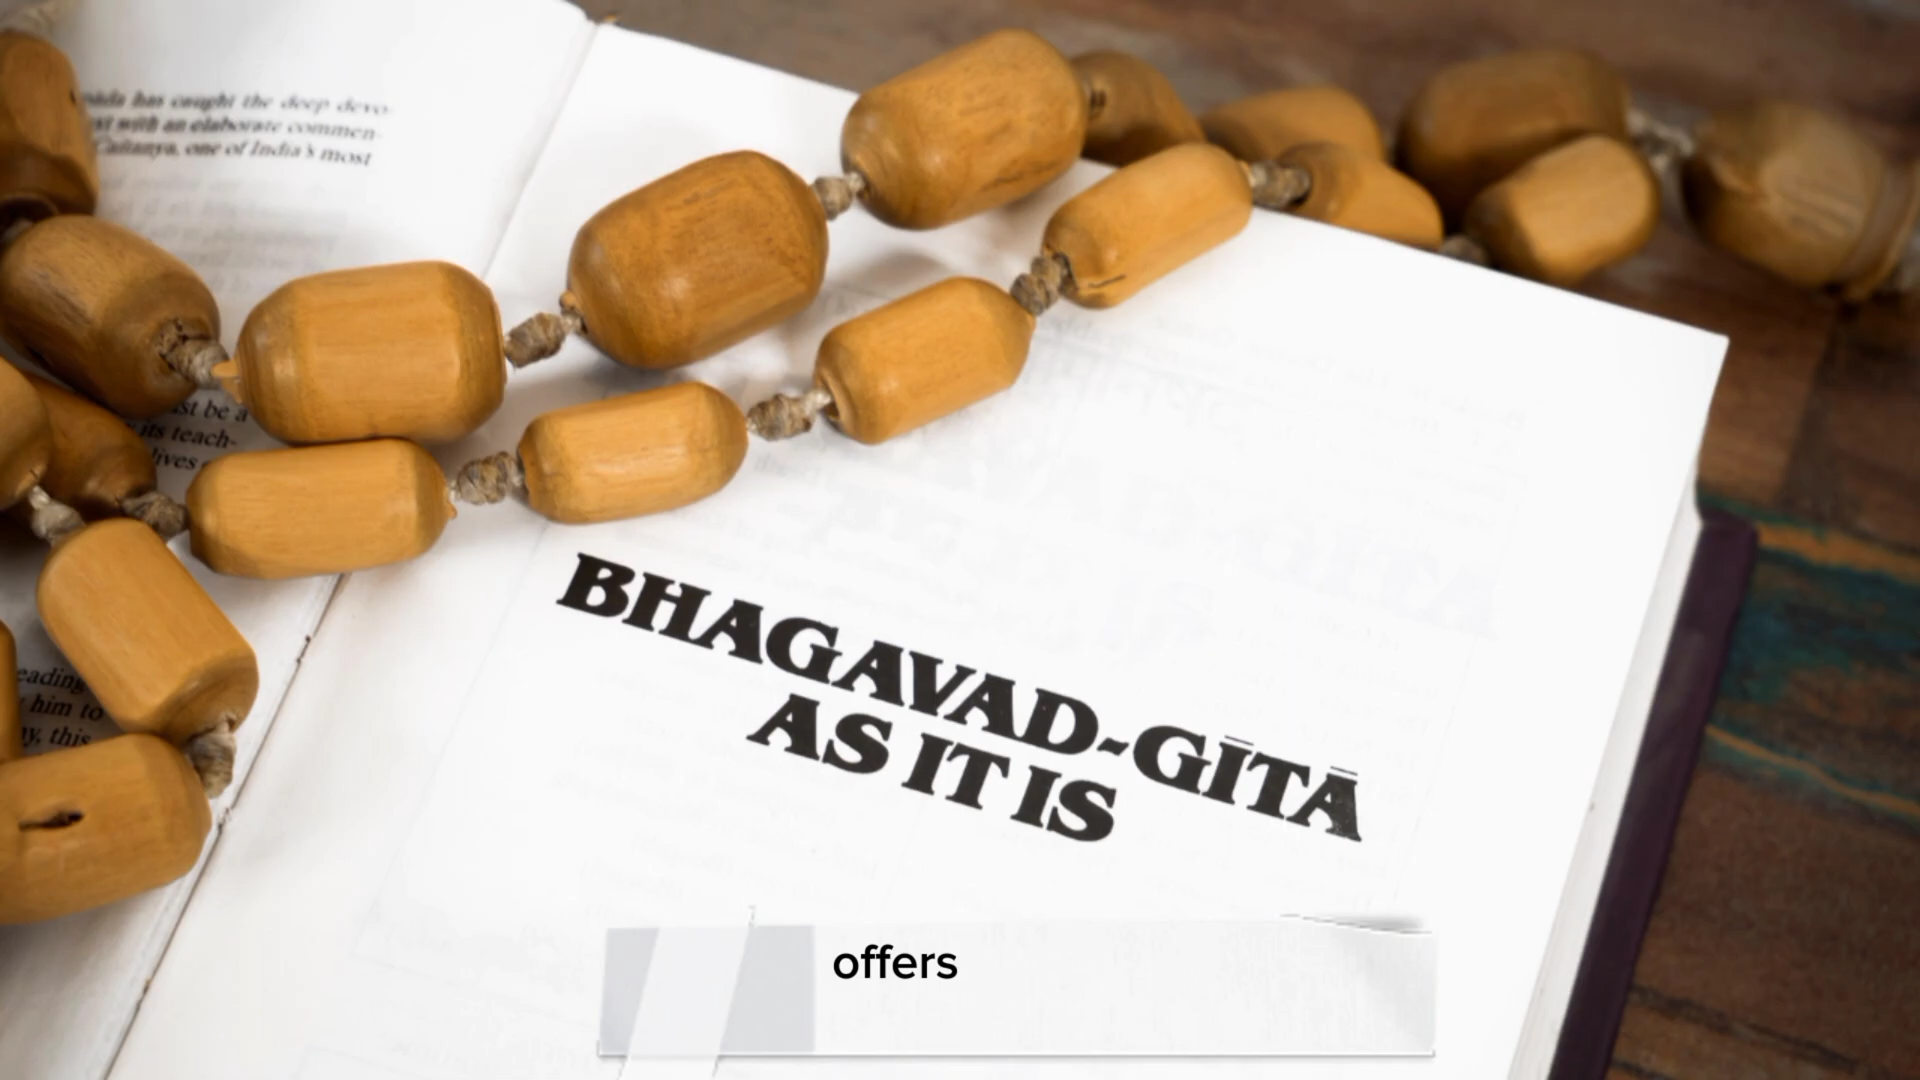 has caught the deep devo-
with an elaborate commen-
Caitanya, one of India's most
st be a
its teach-
lives
eading
him to
this
BHAGAVAD-GĪTĀ
AS IT IS
offers